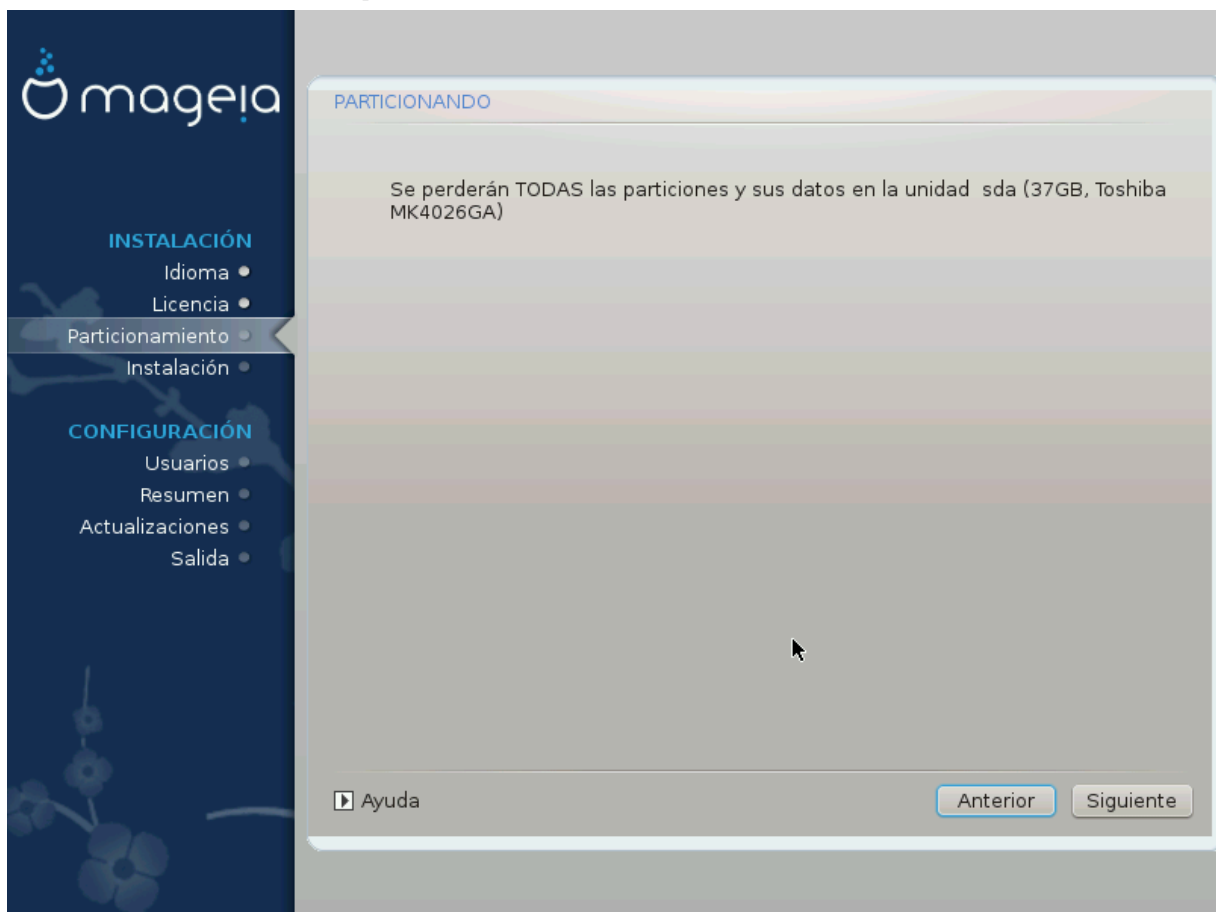 mageia
INSTALACIÓN
Idioma
Licencia
Particionamiento
Instalación
CONFIGURACIÓN
Usuarios
Resumen
Actualizaciones
Salida
PARTICIONANDO
Se perderán TODAS las particiones y sus datos en la unidad sda (37GB, Toshiba
MK4026GA)
Ayuda
Anterior
Siguiente